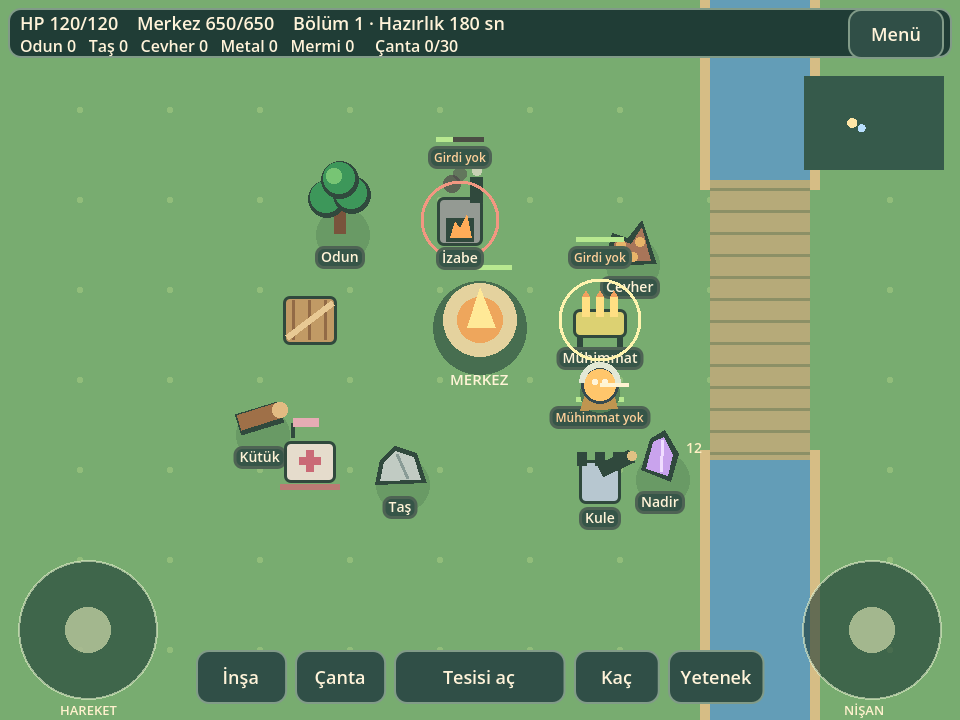 HP 120/120 Merkez 650/650 Bölüm 1 · Hazırlık 180 sn
Odun 0 Taş 0 Cevher 0 Metal 0 Mermi 0 Çanta 0/30
Menü
Girdi yok
Odun
İzabe
Girdi yok
Cevher
Mühimmat
MERKEZ
Mühimmat yok
12
Kütük
Taş
Nadir
Kule
İnşa
Çanta
Tesisi aç
Kaç
Yetenek
HAREKET
NİŞAN